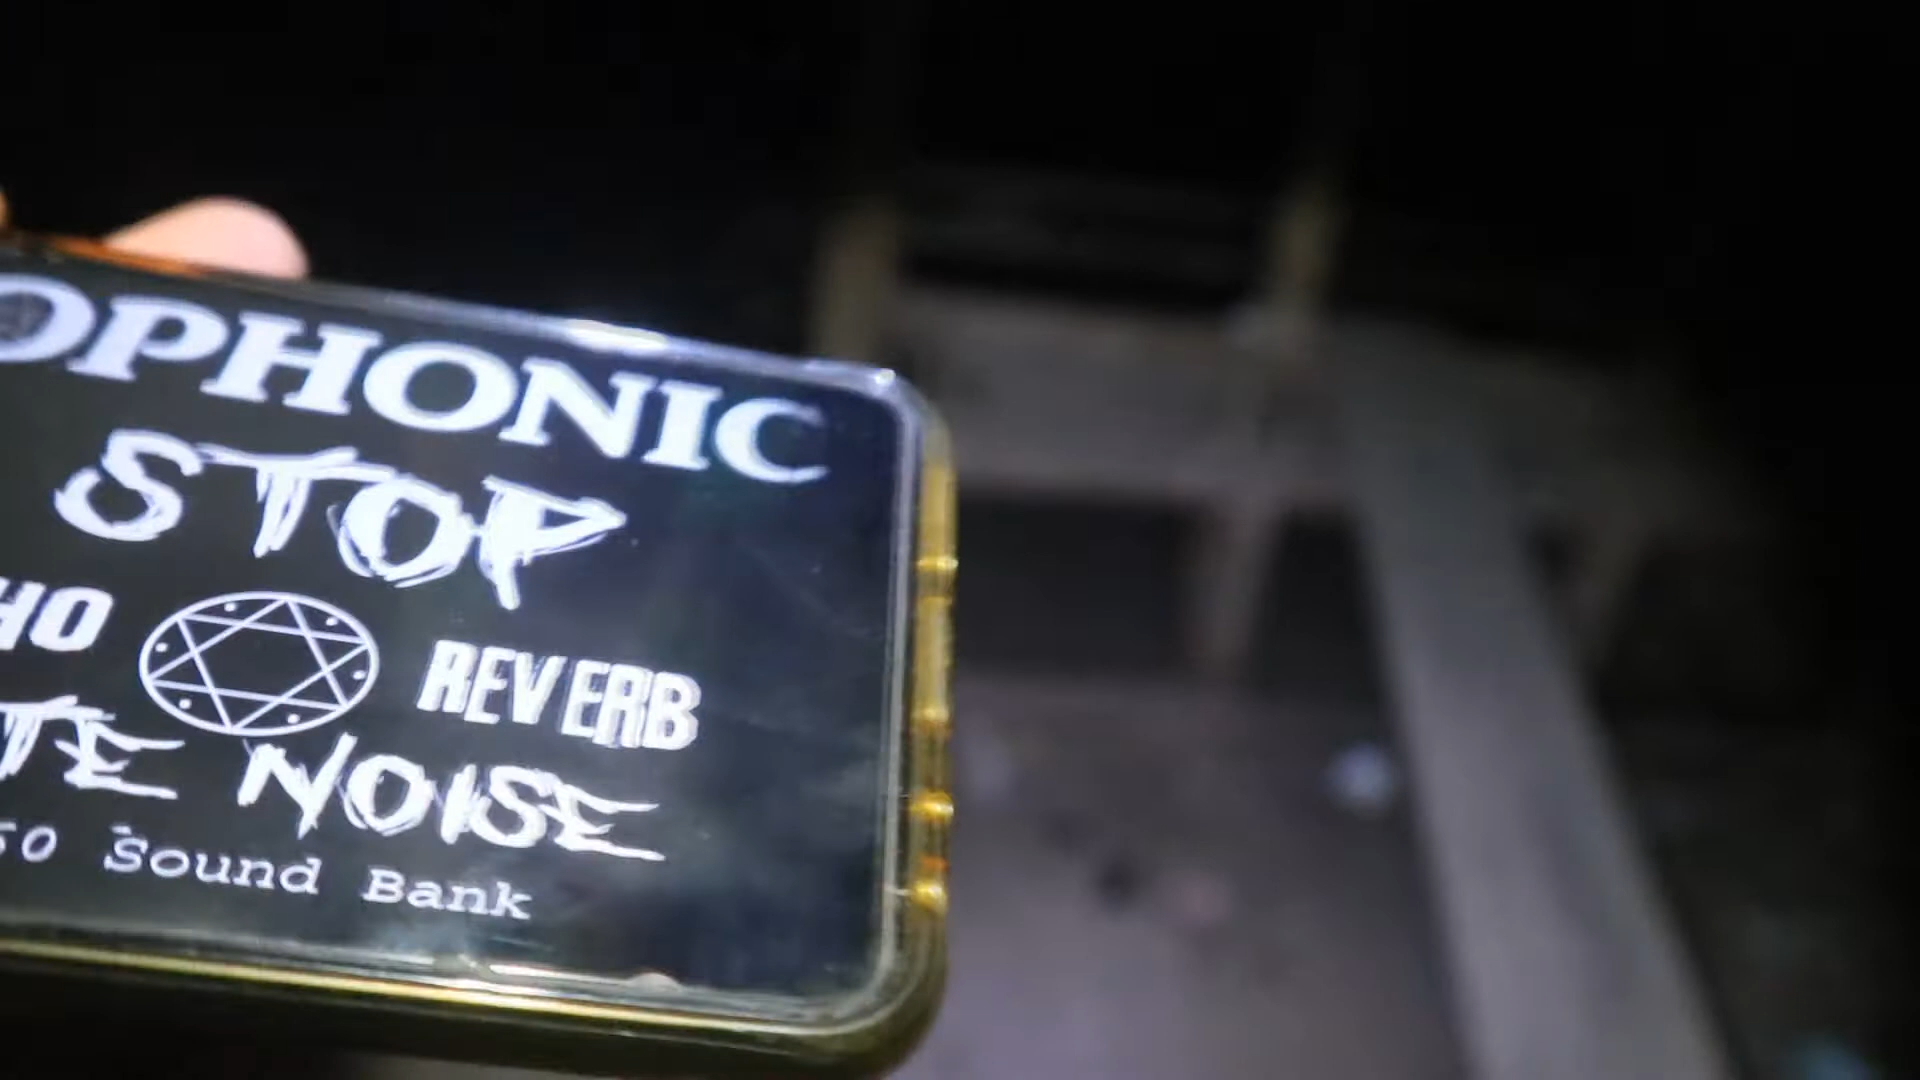 OPHONIC
STOP
HO REVERB
TE NOISE
50 Sound Bank